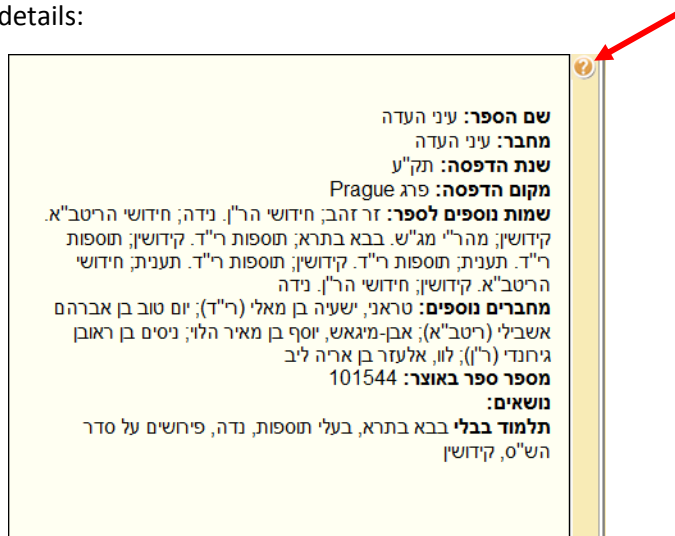 details:
?
שם הספר: עיני העדה
מחבר: עיני העדה
שנת הדפסה: תק"ע
מקום הדפסה: פרג Prague
שמות נוספים לספר: זר זהב; חידושי הר"ן. נידה; חידושי הריטב"א.
קידושין; מהר"י מג"ש. בבא בתרא; תוספות רי"ד. קידושין; תוספות
רי"ד. תענית; תוספות רי"ד. קידושין; תוספות רי"ד. תענית; חידושי
הריטב"א. קידושין; חידושי הר"ן. נידה
מחברים נוספים: טראני, ישעיה בן מאלי (רי"ד); יום טוב בן אברהם
אשבילי (ריטב"א); אבן-מיגאש, יוסף בן מאיר הלוי; ניסים בן ראובן
גירונדי (ר"ן); לוו, אלעזר בן אריה ליב
מספר ספר באוצר: 101544
נושאים:
תלמוד בבלי בבא בתרא, בעלי תוספות, נדה, פירושים על סדר
הש"ס, קידושין